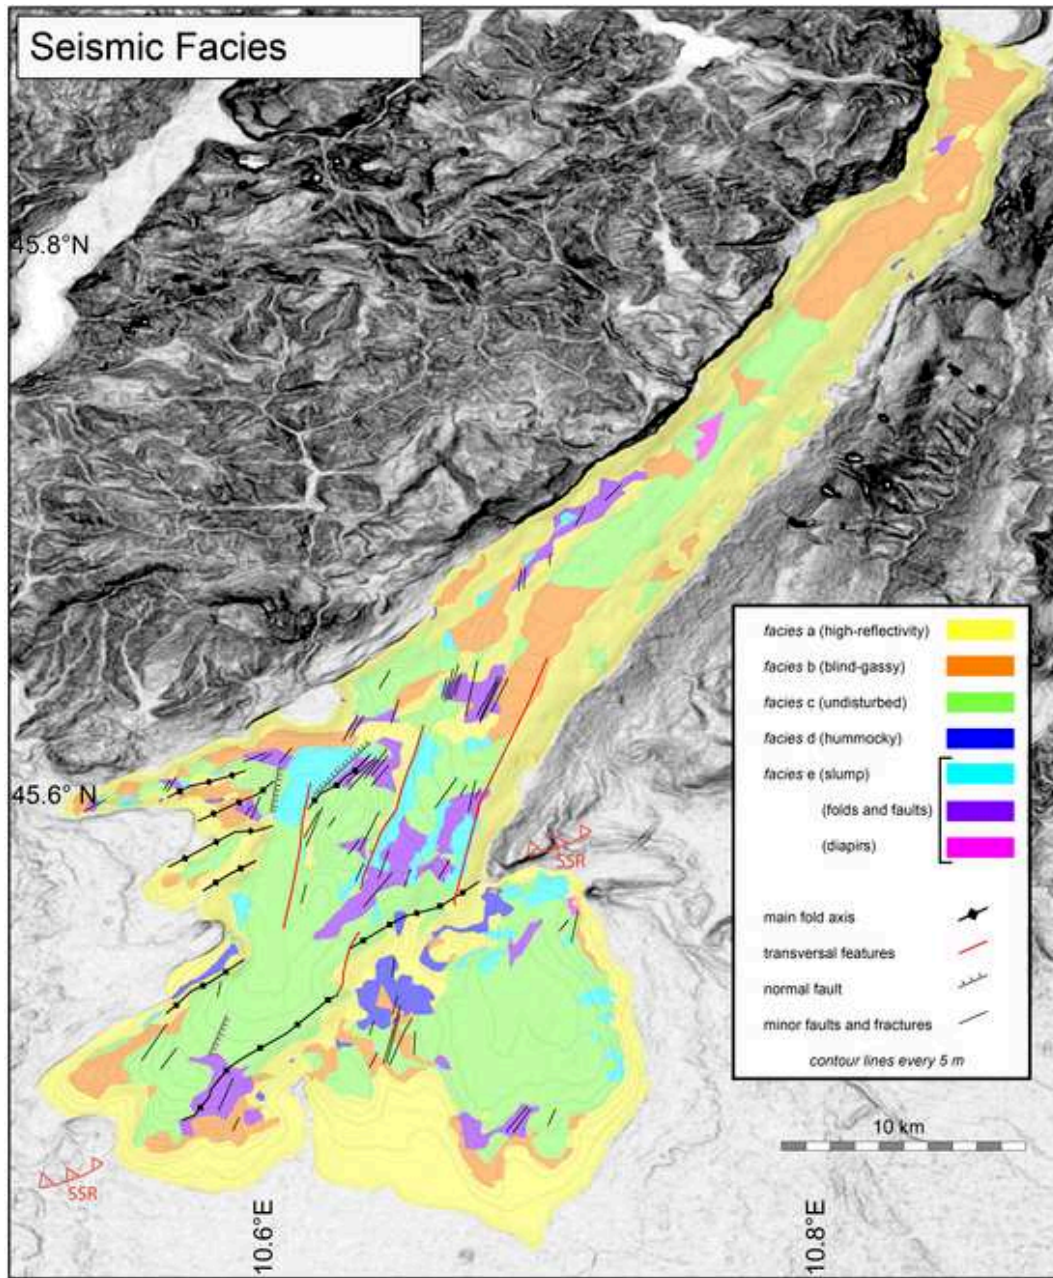 Seismic Facies
45.8°N
45.6° N
SSR
SSR
facies a (high-reflectivity)
facies b (blind-gassy)
facies c (undisturbed)
facies d (hummocky)
facies e (slump)
(folds and faults)
(diapirs)
main fold axis
transversal features
normal fault
minor faults and fractures
contour lines every 5 m
10 km
10.6°E
10.8°E